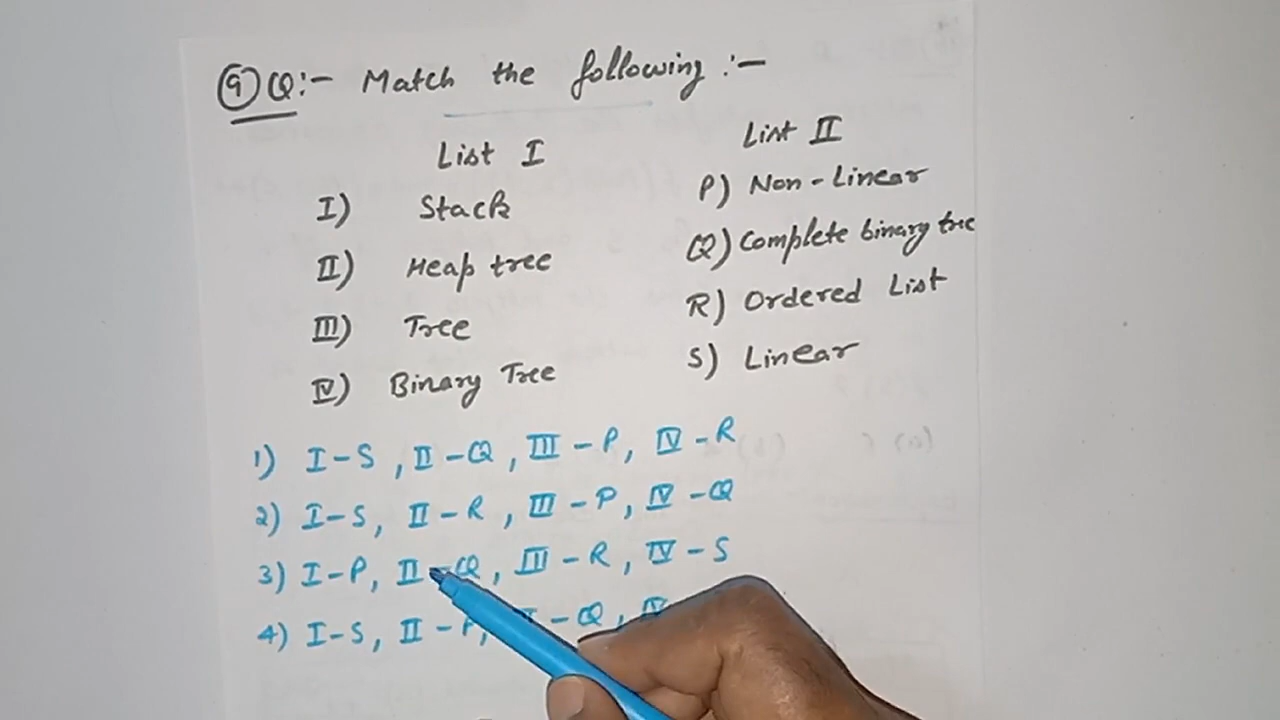 9 Q:- Match the following :-
List I List II
I) Stack P) Non-Linear
II) Heap tree Q) Complete binary tree
III) Tree R) Ordered List
IV) Binary Tree S) Linear
1) I-S, II-Q, III-P, IV-R
2) I-S, II-R, III-P, IV-Q
3) I-P, II-Q, III-R, IV-S
4) I-S, II-P, -Q,